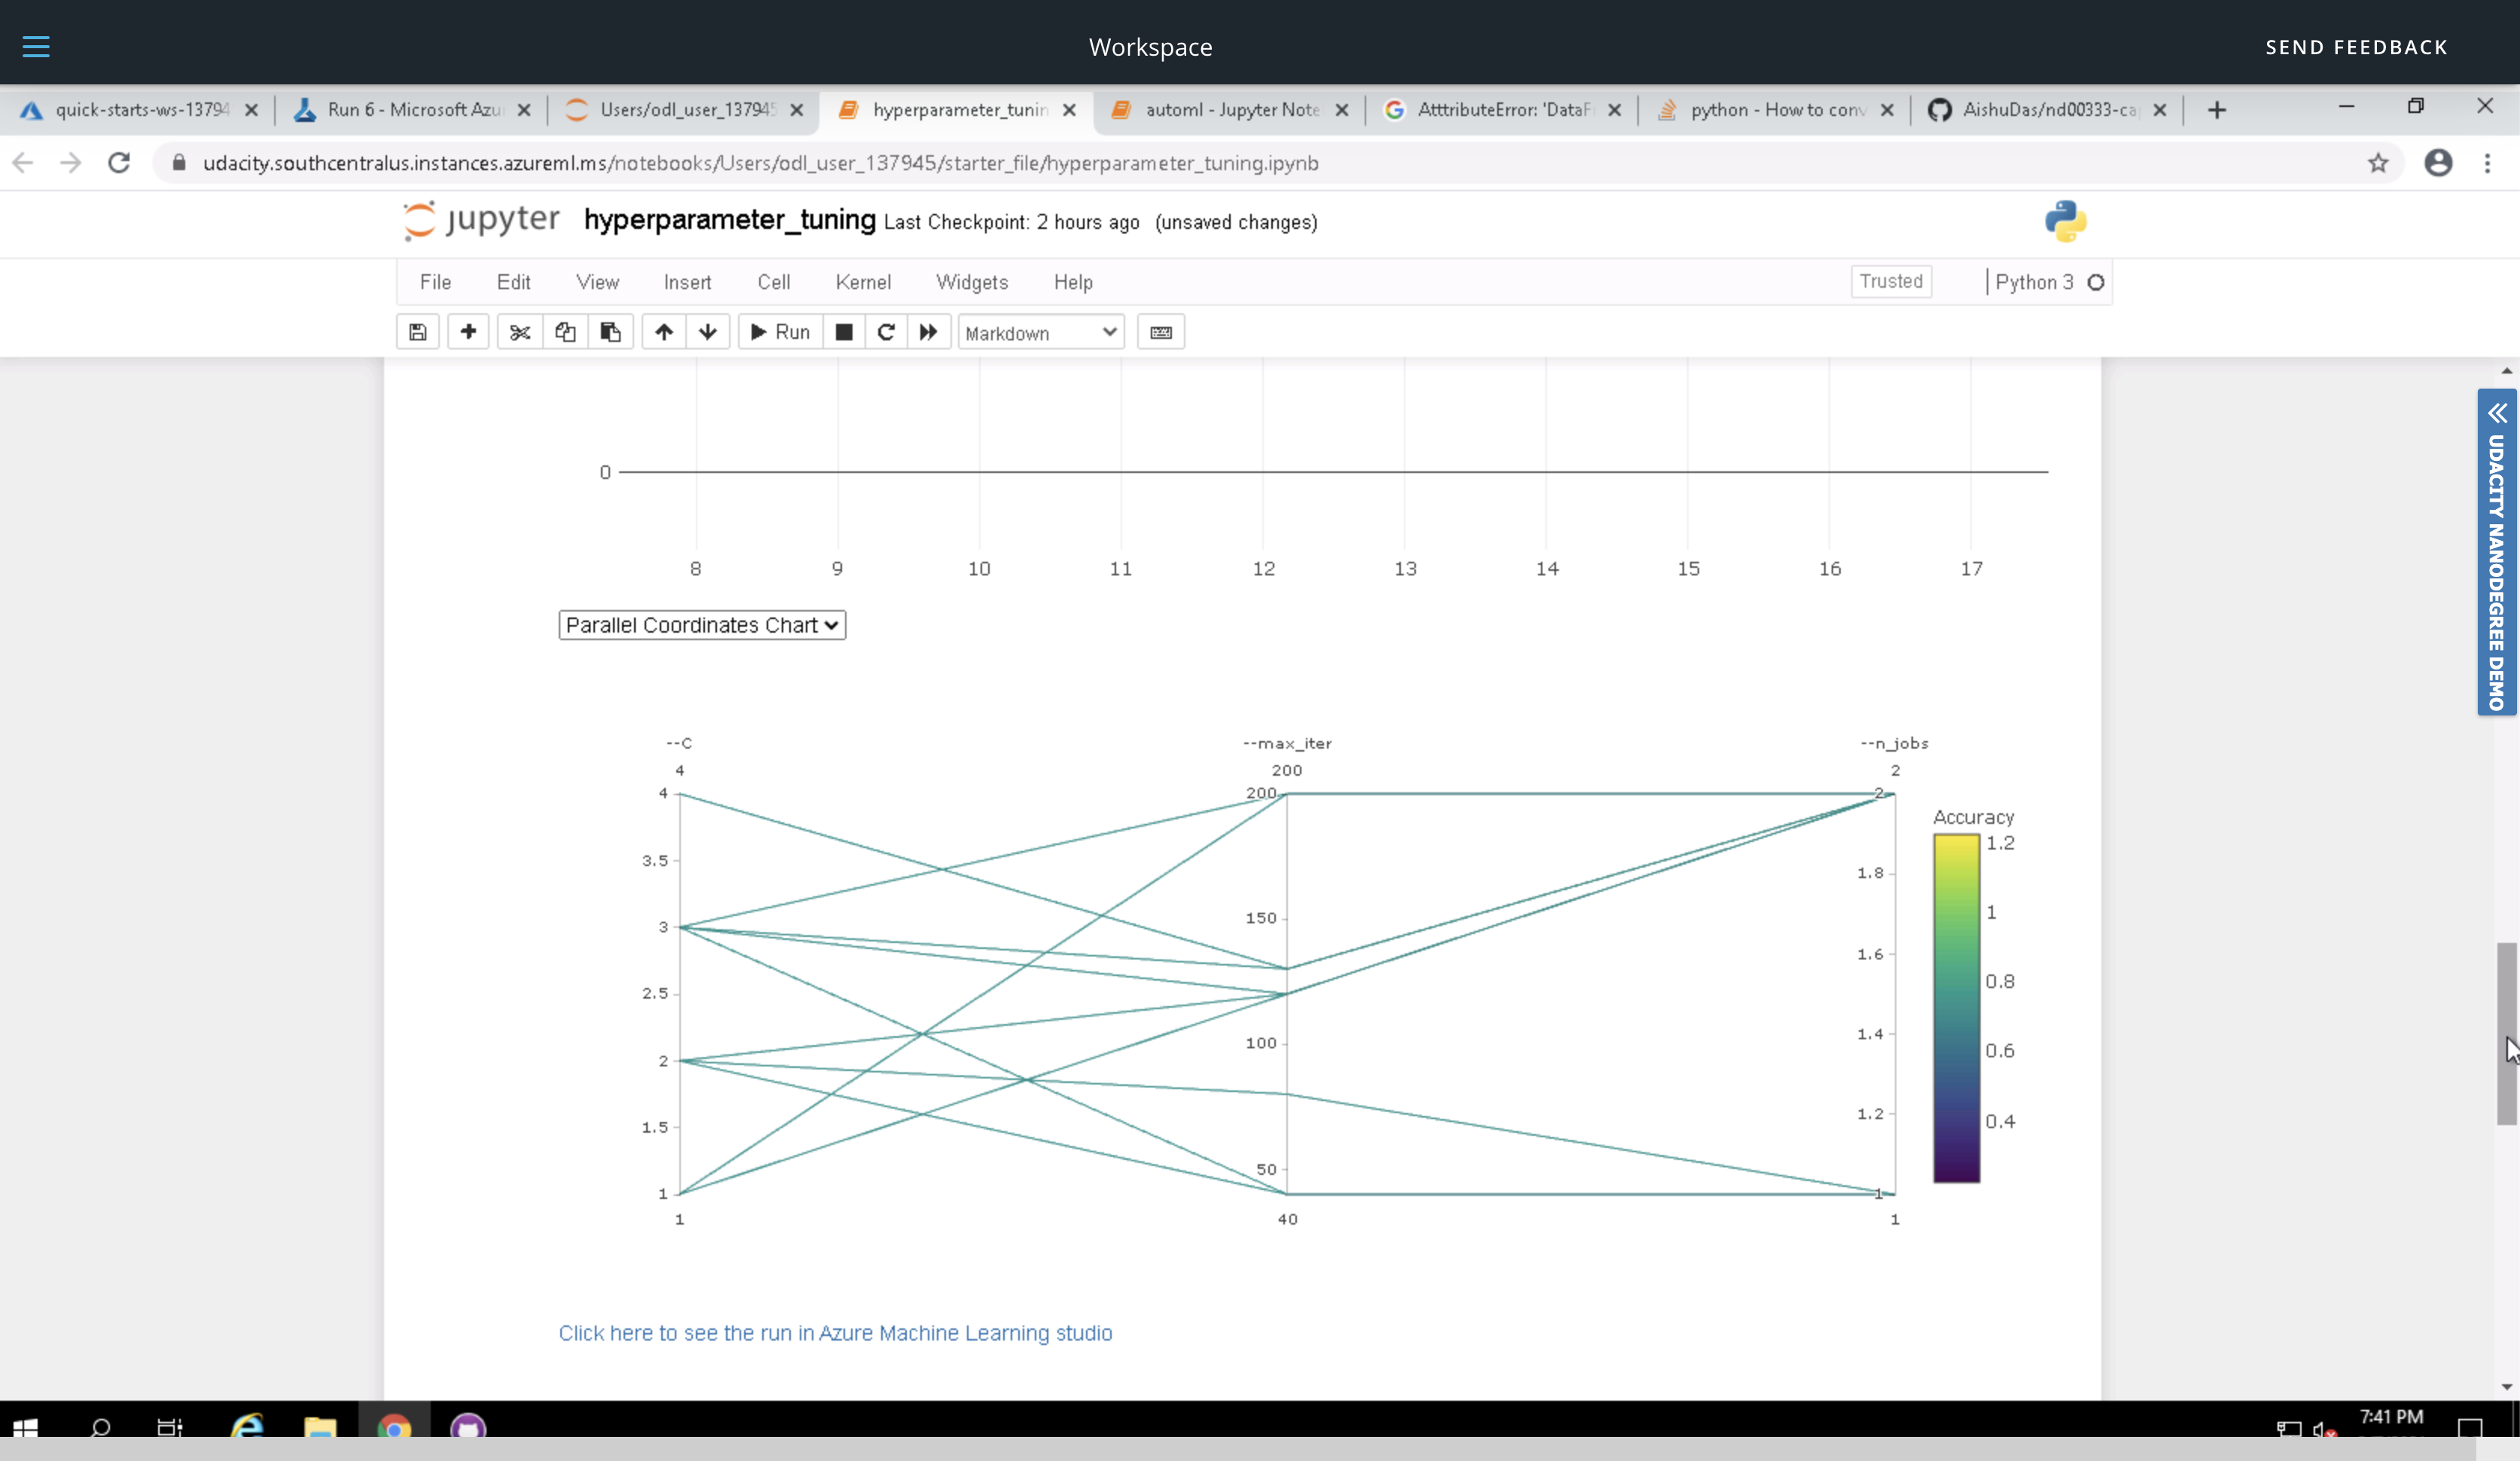 Workspace
SEND FEEDBACK
quick-starts-ws-13794
Run 6 - Microsoft Azu
Users/odl_user_137945
hyperparameter_tunin
automl - Jupyter Note
AtttributeError: 'DataF
python - How to conv
AishuDas/nd00333-ca
udacity.southcentralus.instances.azureml.ms/notebooks/Users/odl_user_137945/starter_file/hyperparameter_tuning.ipynb
jupyter hyperparameter_tuning Last Checkpoint: 2 hours ago (unsaved changes)
File Edit View Insert Cell Kernel Widgets Help
Trusted
Python 3
Run
Markdown
UDACITY NANODEGREE DEMO
0
8 9 10 11 12 13 14 15 16 17
Parallel Coordinates Chart
--C
4
4
3.5
3
2.5
2
1.5
1
1
--max_iter
200
200
150
100
50
40
--n_jobs
2
2
1.8
1.6
1.4
1.2
1
1
Accuracy
1.2
1
0.8
0.6
0.4
Click here to see the run in Azure Machine Learning studio
7:41 PM